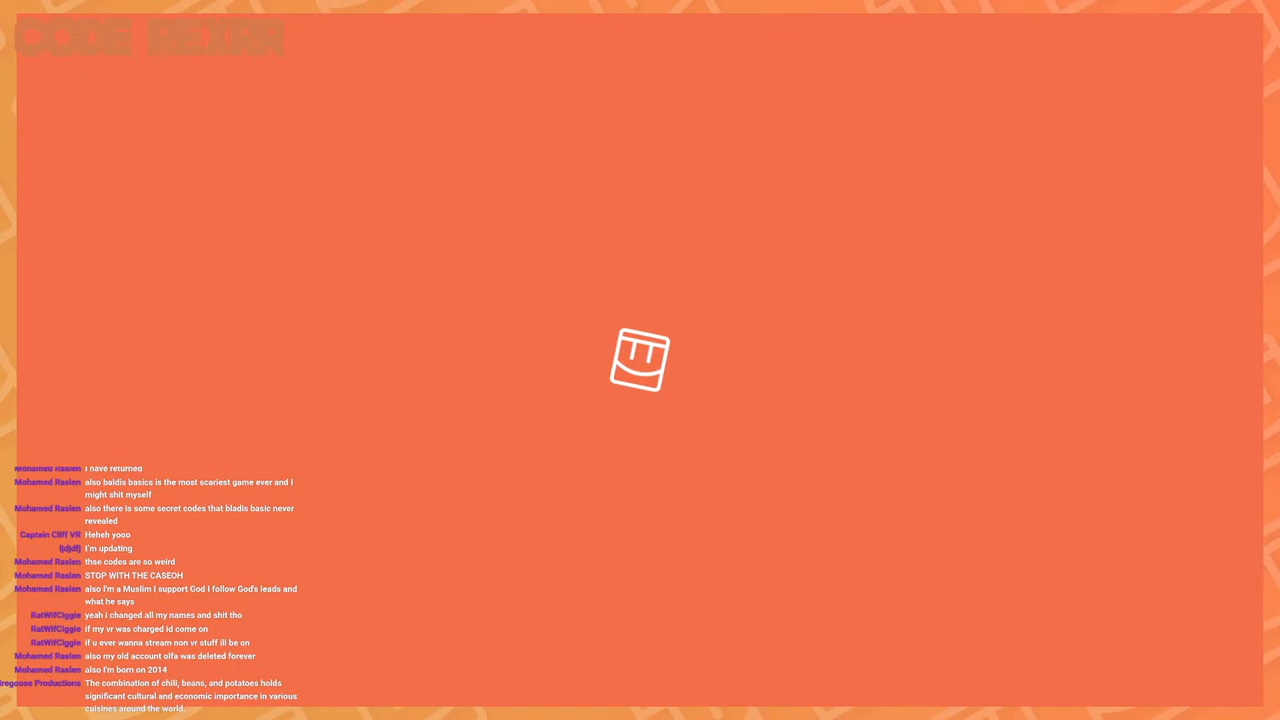 CODE REXRR
Mohamed Raslen I have returned
Mohamed Raslen also baldis basics is the most scariest game ever and I
might shit myself
Mohamed Raslen also there is some secret codes that bladis basic never
revealed
Captain Cliff VR Heheh yooo
I'm updating
Mohamed Raslen thse codes are so weird
Mohamed Raslen STOP WITH THE CASEOH
Mohamed Raslen also I'm a Muslim I support God I follow God's leads and
what he says
RatWifCiggie yeah i changed all my names and shit tho
RatWifCiggie if my vr was charged id come on
RatWifCiggie if u ever wanna stream non vr stuff ill be on
Mohamed Raslen also my old account olfa was deleted forever
Mohamed Raslen also I'm born on 2014
iregoose Productions The combination of chili, beans, and potatoes holds
significant cultural and economic importance in various
cuisines around the world.